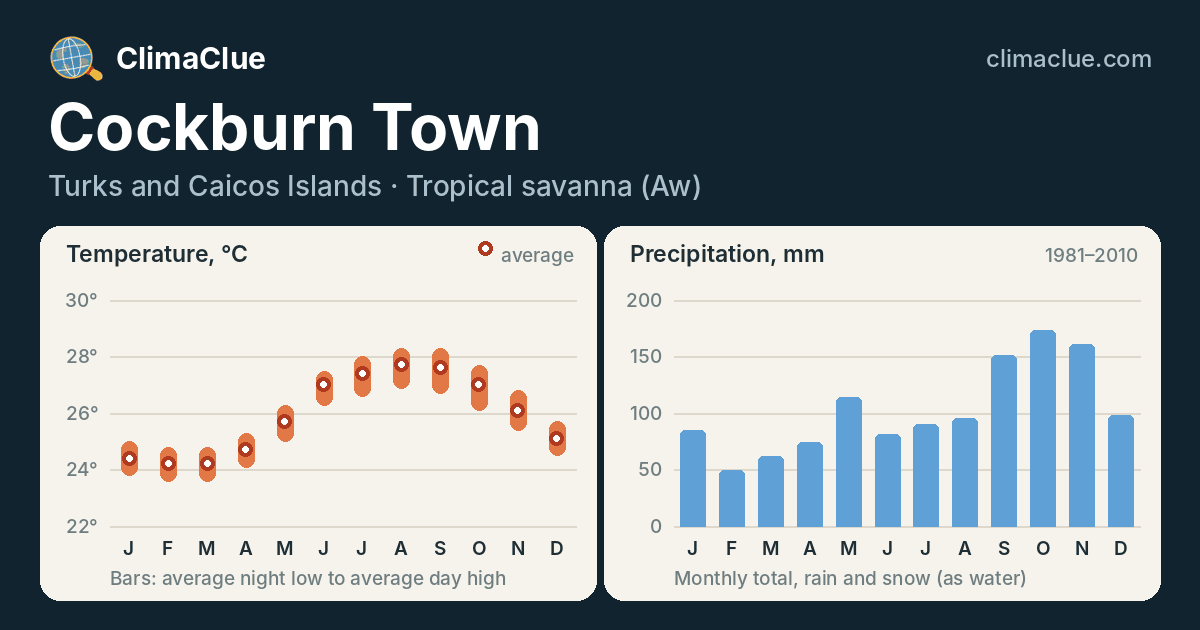 ClimaClue
climaclue.com
Cockburn Town
Turks and Caicos Islands · Tropical savanna (Aw)
Temperature, °C
average
30°
28°
26°
24°
22°
J F M A M J J A S O N D
Bars: average night low to average day high
Precipitation, mm
1981–2010
200
150
100
50
0
J F M A M J J A S O N D
Monthly total, rain and snow (as water)